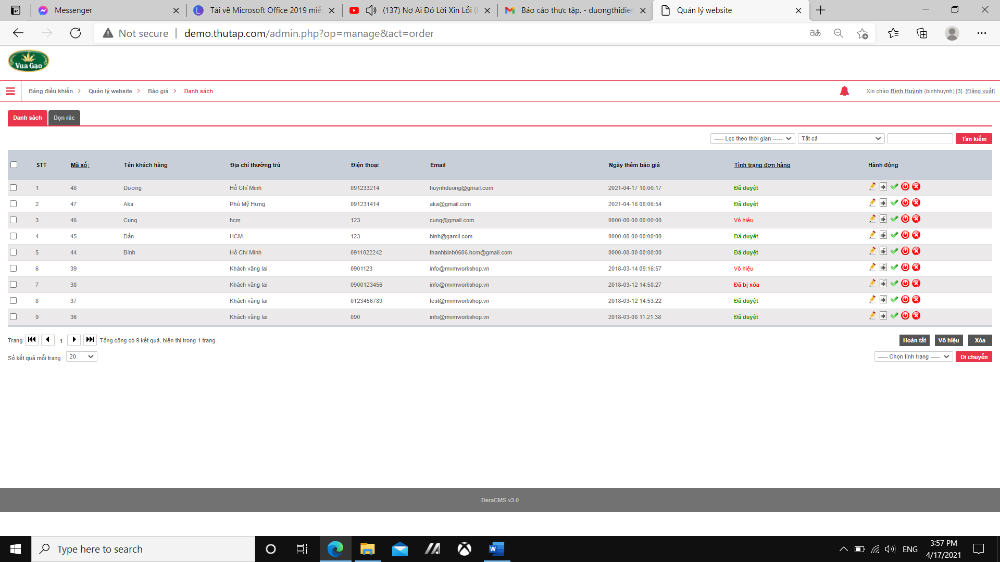 Messenger
Tải về Microsoft Office 2019 miễ
(137) Nợ Ai Đó Lời Xin Lỗi (
Báo cáo thực tập. - duongthidien
Quản lý website
Not secure | demo.thutap.com/admin.php?op=manage&act=order
Vua Gạo
Bảng điều khiển > Quản lý website > Báo giá > Danh sách
Xin chào Bình Huỳnh (binhhuynh) [3]. [Đăng xuất]
Danh sách Dọn rác
----- Lọc theo thời gian ----- Tất cả Tìm kiếm
STT Mã số↓ Tên khách hàng Địa chỉ thường trú Điện thoại Email Ngày thêm báo giá Tình trạng đơn hàng Hành động
1 48 Dương Hồ Chí Minh 091233214 huynhduong@gmail.com 2021-04-17 10:00:17 Đã duyệt
2 47 Aka Phú Mỹ Hưng 091231414 aka@gmail.com 2021-04-16 08:06:54 Đã duyệt
3 46 Cung hcm 123 cung@gmail.com 0000-00-00 00:00:00 Vô hiệu
4 45 Dần HCM 123 binh@gamil.com 0000-00-00 00:00:00 Đã duyệt
5 44 Bình Hồ Chí Minh 0911022242 thanhbinh0606.hcm@gmail.com 0000-00-00 00:00:00 Đã duyệt
6 39 Khách vãng lai 0901123 info@mvmworkshop.vn 2018-03-14 09:16:57 Vô hiệu
7 38 Khách vãng lai 0900123456 info@mvmworkshop.vn 2018-03-12 14:58:27 Đã bị xóa
8 37 Khách vãng lai 0123456789 test@mvmworkshop.vn 2018-03-12 14:53:22 Đã duyệt
9 36 Khách vãng lai 090 info@mvmworkshop.vn 2018-03-08 11:21:38 Đã duyệt
Trang 1 Tổng cộng có 9 kết quả, hiển thị trong 1 trang.
Hoàn tất Vô hiệu Xóa
Số kết quả mỗi trang 20
----- Chọn tình trạng ----- Di chuyển
DeraCMS v3.0
Type here to search
ENG
3:57 PM
4/17/2021